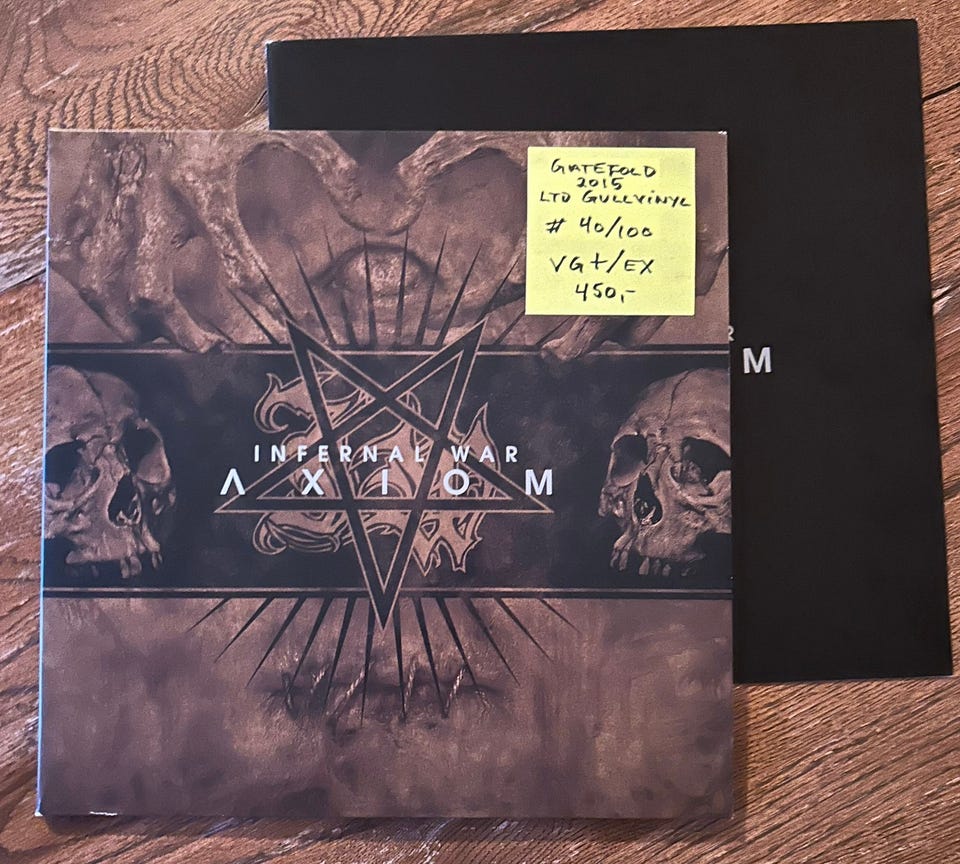 GATEFOLD
2015
LTD GULLVINYL
# 40/100
VG+/EX
450,-
INFERNAL WAR
ΛXIOM
R
M